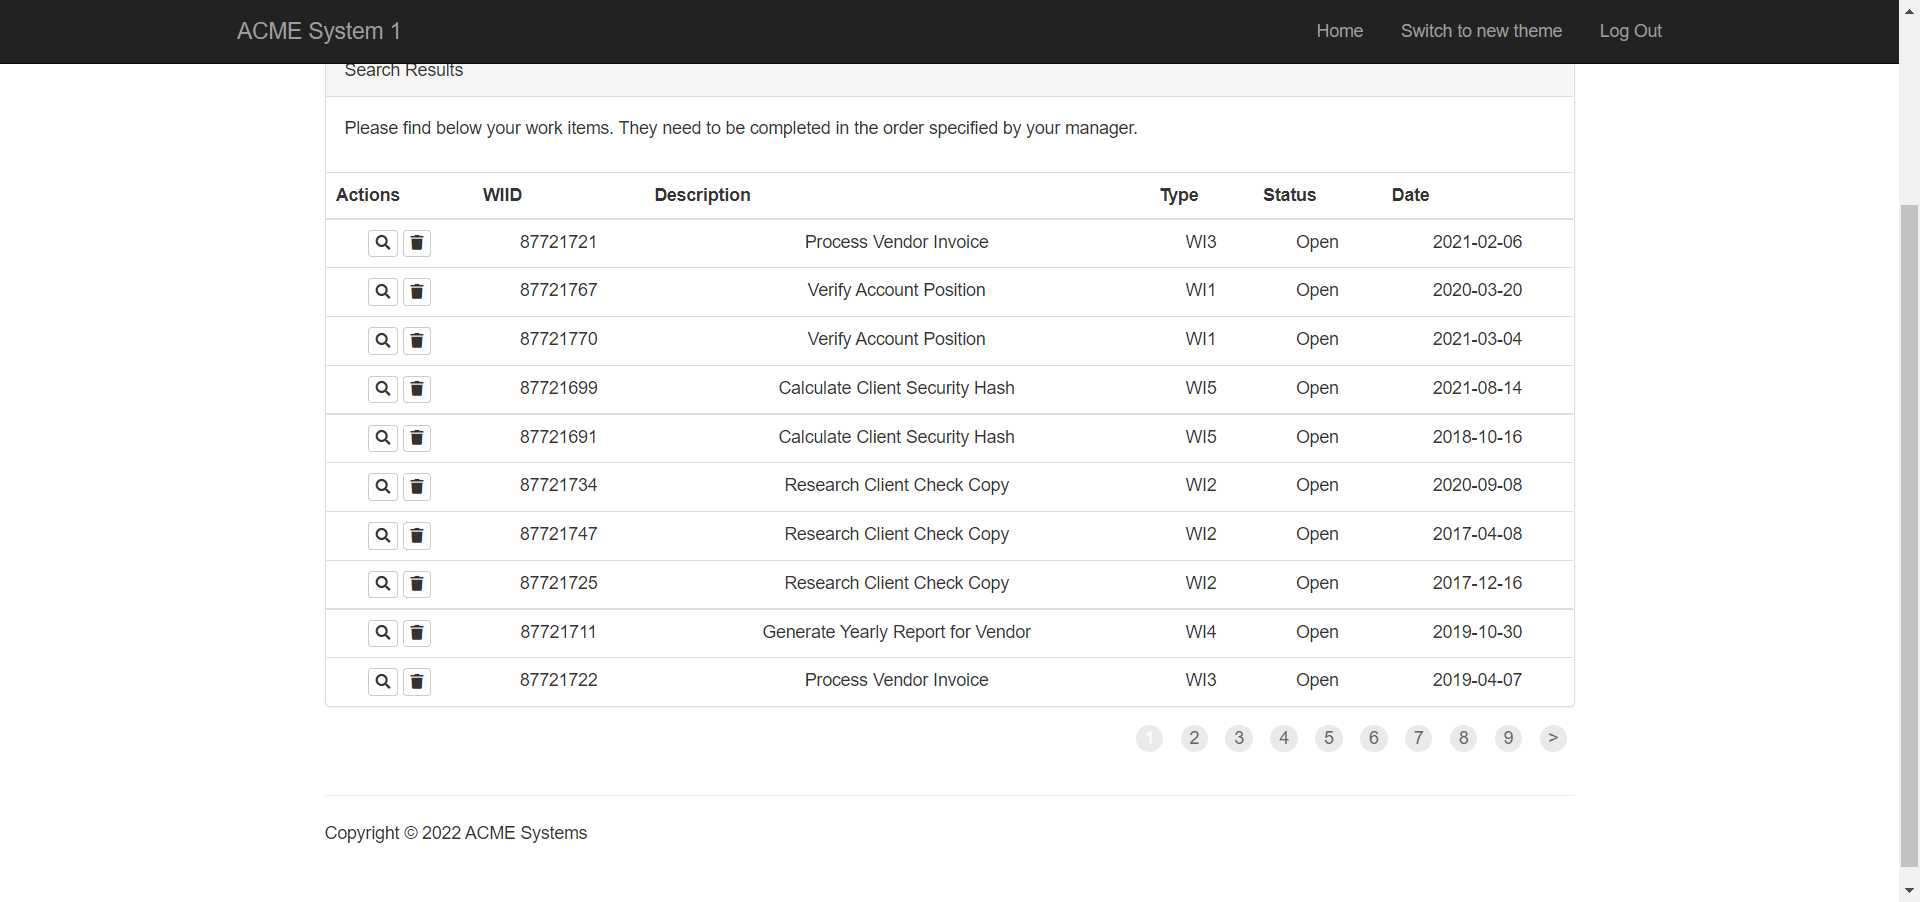 ACME System 1 Home Switch to new theme Log Out
Search Results
Please find below your work items. They need to be completed in the order specified by your manager.
Actions WIID Description Type Status Date
87721721 Process Vendor Invoice WI3 Open 2021-02-06
87721767 Verify Account Position WI1 Open 2020-03-20
87721770 Verify Account Position WI1 Open 2021-03-04
87721699 Calculate Client Security Hash WI5 Open 2021-08-14
87721691 Calculate Client Security Hash WI5 Open 2018-10-16
87721734 Research Client Check Copy WI2 Open 2020-09-08
87721747 Research Client Check Copy WI2 Open 2017-04-08
87721725 Research Client Check Copy WI2 Open 2017-12-16
87721711 Generate Yearly Report for Vendor WI4 Open 2019-10-30
87721722 Process Vendor Invoice WI3 Open 2019-04-07
1 2 3 4 5 6 7 8 9 >
Copyright © 2022 ACME Systems